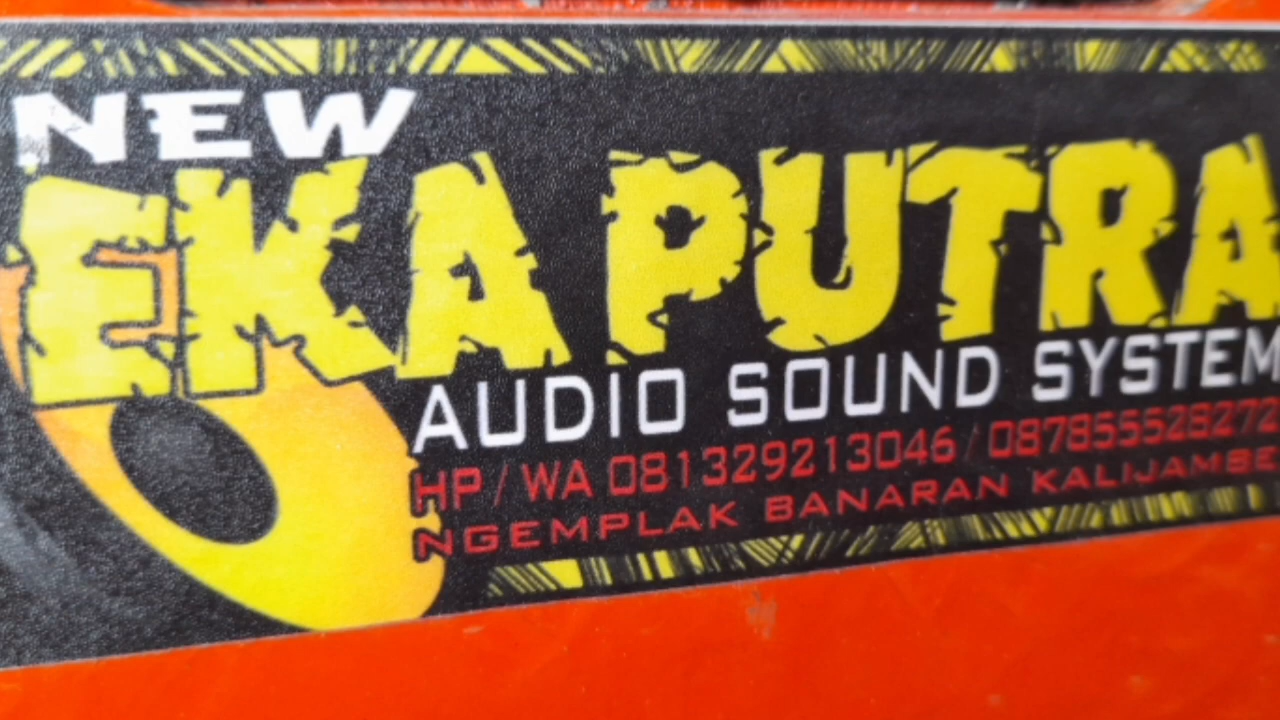 NEW
EKA PUTRA
AUDIO SOUND SYSTEM
HP / WA 081329213046 / 087855528272
NGEMPLAK BANARAN KALIJAMBE